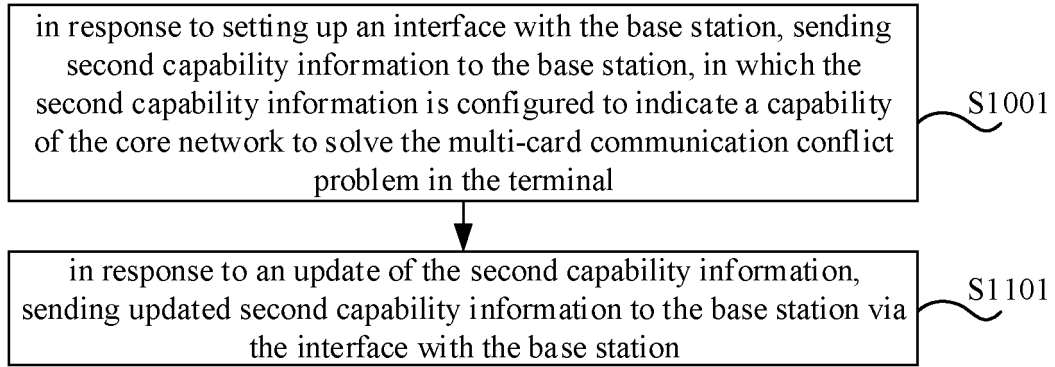 in response to setting up an interface with the base station, sending
second capability information to the base station, in which the
second capability information is configured to indicate a capability
of the core network to solve the multi-card communication conflict
problem in the terminal
S1001
in response to an update of the second capability information,
sending updated second capability information to the base station via
the interface with the base station
S1101